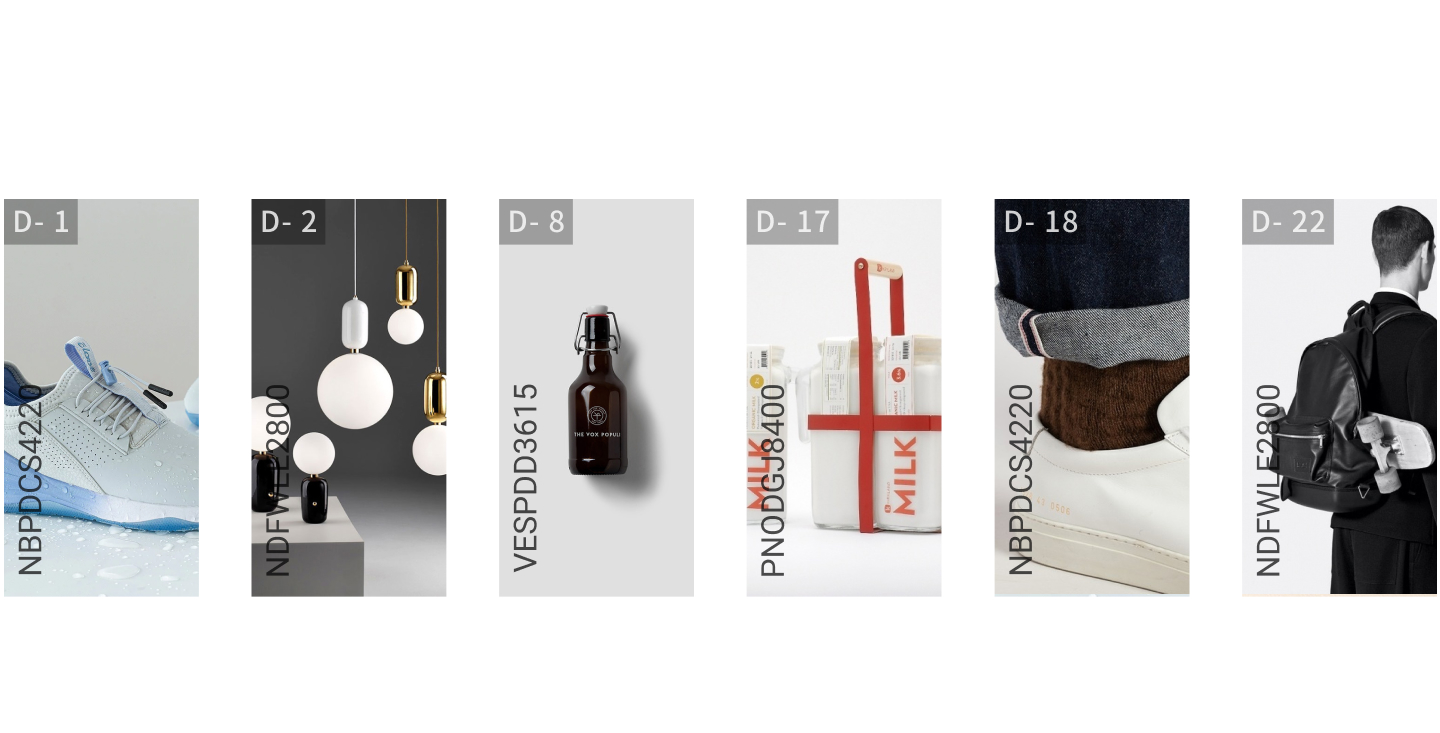 D- 1
NBPDCS4220
D- 2
NDFWLE2800
D- 8
THE VOX POPULI
VESPDD3615
D- 17
MILK
MILK
PNODGJ8400
D- 18
NBPDCS4220
D- 22
NDFWLE2800